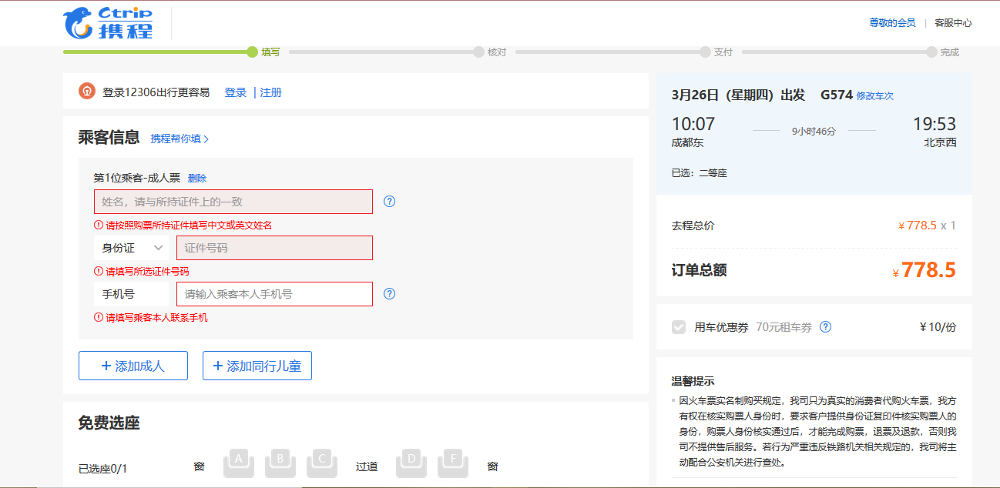 Ctrip
携程
尊敬的会员 | 客服中心
填写
核对
支付
完成
登录12306出行更容易 登录 | 注册
乘客信息 携程帮你填
第1位乘客-成人票 删除
姓名，请与所持证件上的一致
请按照购票所持证件填写中文或英文姓名
身份证 证件号码
请填写所选证件号码
手机号 请输入乘客本人手机号
请填写乘客本人联系手机
+ 添加成人 + 添加同行儿童
免费选座
已选座0/1 窗 A B C 过道 D F 窗
3月26日（星期四）出发 G574 修改车次
10:07 9小时46分 19:53
成都东 北京西
已选：二等座
去程总价 ¥778.5 x 1
订单总额 ¥778.5
用车优惠券 70元租车券 ? ¥10/份
温馨提示
因火车票实名制购买规定，我司只为真实的消费者代购火车票，我方
有权在核实购票人身份时，要求客户提供身份证复印件核实购票人的
身份，购票人身份核实通过后，才能完成购票，退票及退款，否则我
司不提供售后服务。若行为严重违反铁路机关相关规定的，我司将主
动配合公安机关进行查处。